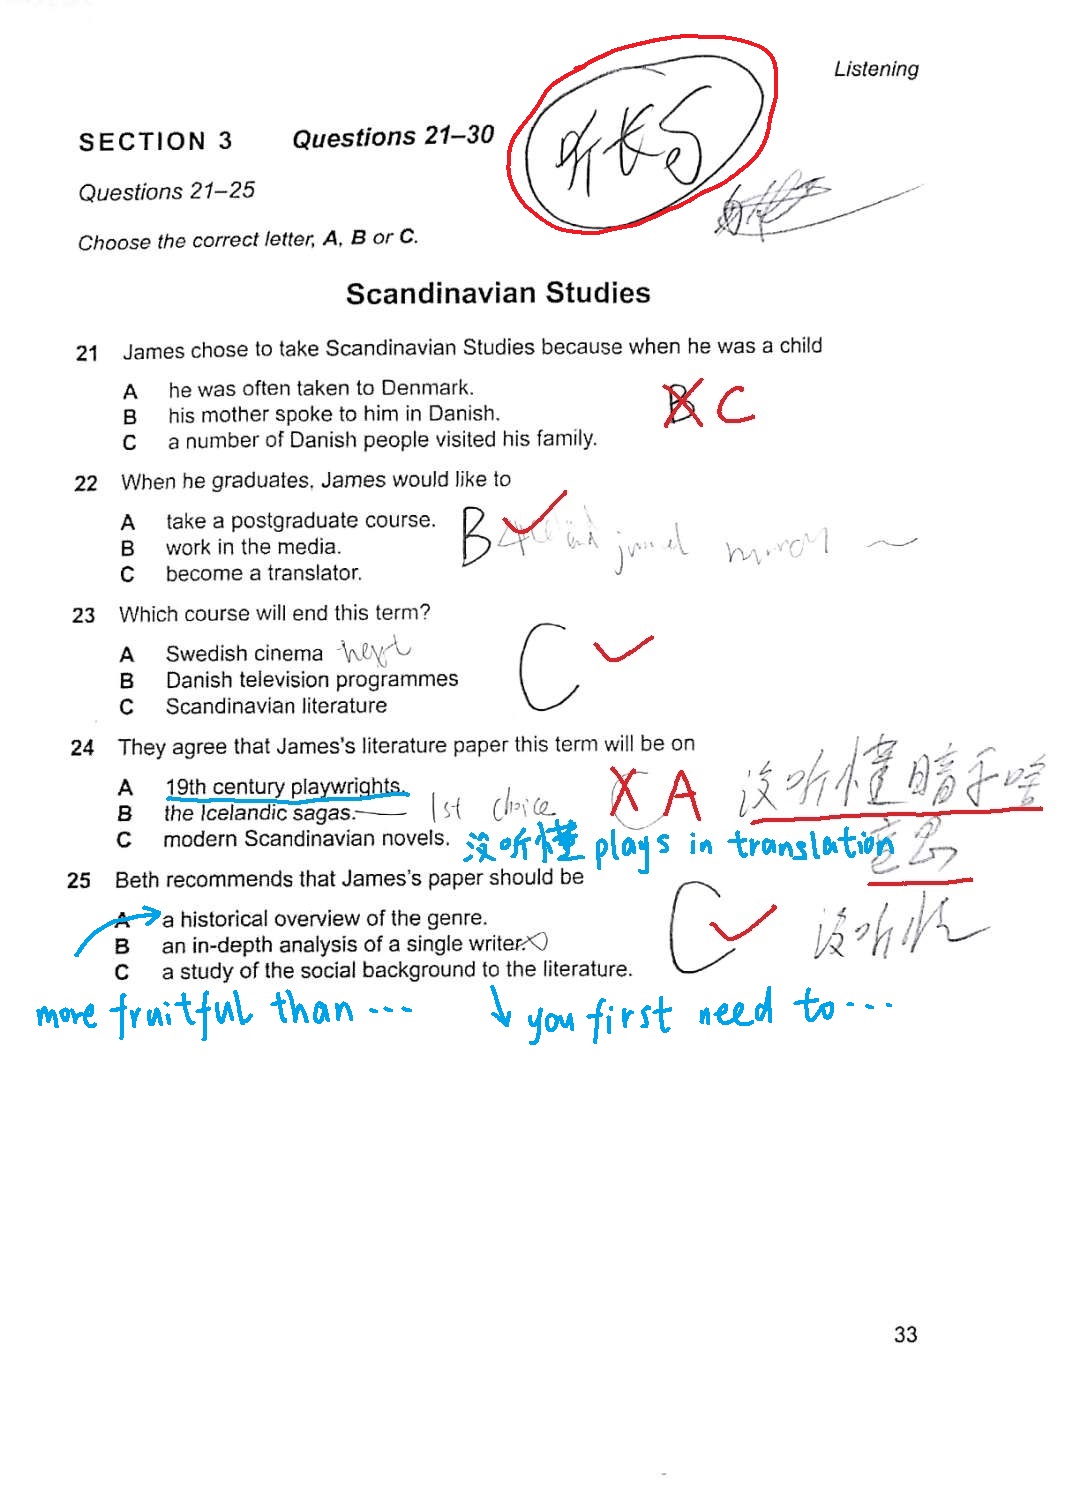 Listening
SECTION 3 Questions 21–30
听长句
Questions 21–25
Choose the correct letter, A, B or C.
Scandinavian Studies
21 James chose to take Scandinavian Studies because when he was a child
A he was often taken to Denmark.
B his mother spoke to him in Danish. B C
C a number of Danish people visited his family.
22 When he graduates, James would like to
A take a postgraduate course. B
B work in the media.
C become a translator.
23 Which course will end this term?
A Swedish cinema next
B Danish television programmes C
C Scandinavian literature
24 They agree that James's literature paper this term will be on
A 19th century playwrights. C A 没听懂暗示啥
B the Icelandic sagas. 1st choice
C modern Scandinavian novels. 没听懂 plays in translation 意思
25 Beth recommends that James's paper should be
A a historical overview of the genre. C 没听懂
B an in-depth analysis of a single writer.
C a study of the social background to the literature.
more fruitful than ... you first need to ...
33